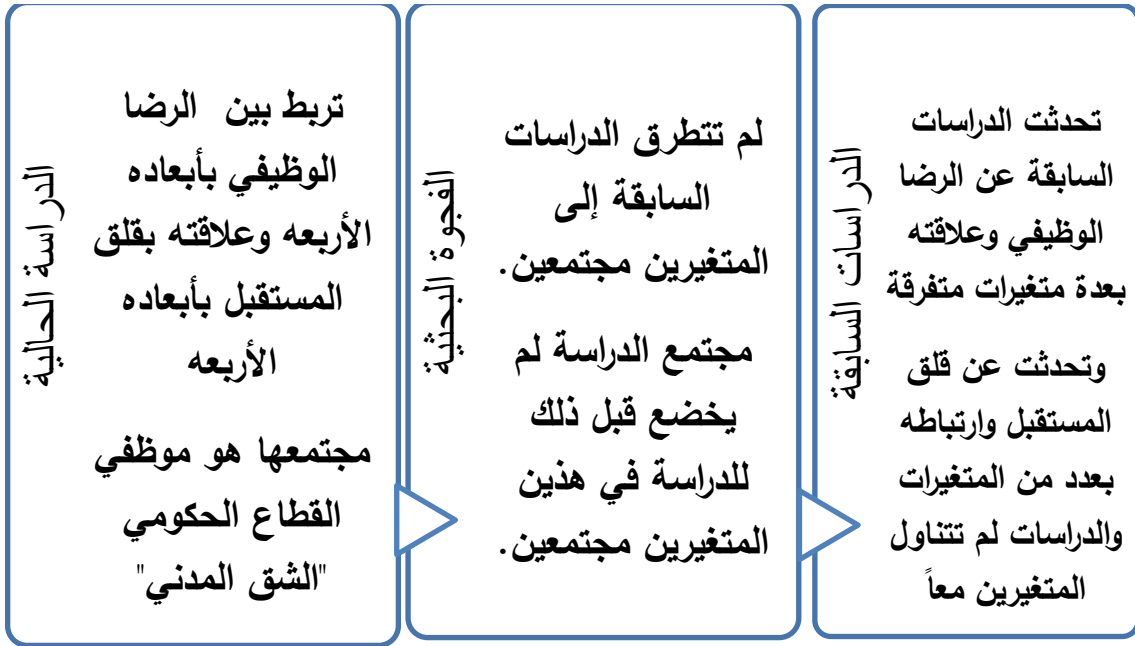 الدراسات السابقة
تحدثت الدراسات
السابقة عن الرضا
الوظيفي وعلاقته
بعدة متغيرات متفرقة
وتحدثت عن قلق
المستقبل وارتباطه
بعدد من المتغيرات
والدراسات لم تتناول
المتغيرين معاً
الفجوة البحثية
لم تتطرق الدراسات
السابقة إلى
المتغيرين مجتمعين.
مجتمع الدراسة لم
يخضع قبل ذلك
للدراسة في هذين
المتغيرين مجتمعين.
الدراسة الحالية
تربط بين الرضا
الوظيفي بأبعاده
الأربعه وعلاقته بقلق
المستقبل بأبعاده
الأربعه
مجتمعها هو موظفي
القطاع الحكومي
"الشق المدني"